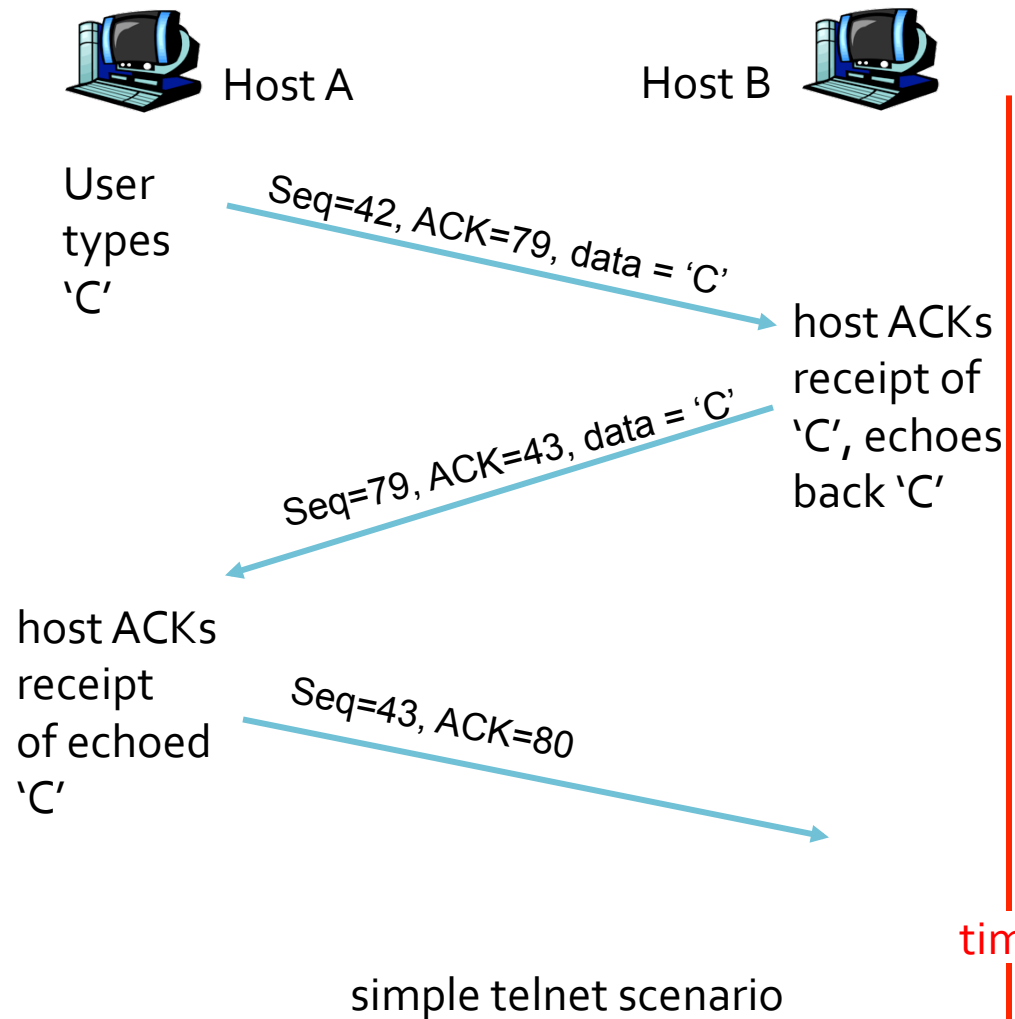 Host A
Host B
User
types
‘C’
Seq=42, ACK=79, data = ‘C’
host ACKs
receipt of
‘C’, echoes
back ‘C’
Seq=79, ACK=43, data = ‘C’
host ACKs
receipt
of echoed
‘C’
Seq=43, ACK=80
tim
simple telnet scenario